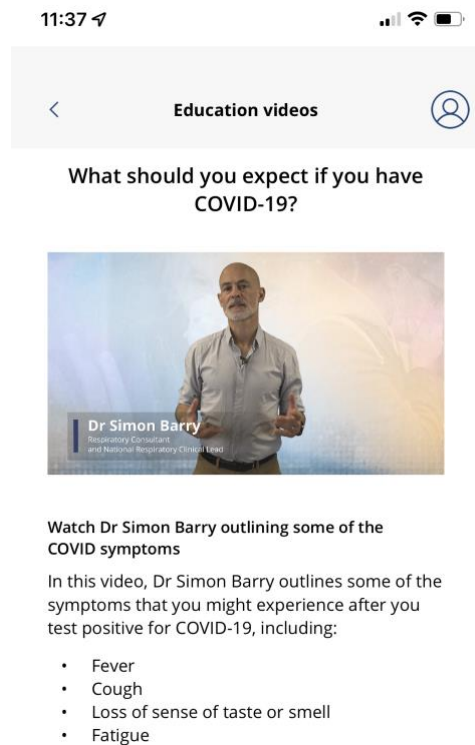 11:37
Education videos
What should you expect if you have
COVID-19?
Dr Simon Barry
Respiratory Consultant
and National Respiratory Clinical Lead
Watch Dr Simon Barry outlining some of the
COVID symptoms
In this video, Dr Simon Barry outlines some of the
symptoms that you might experience after you
test positive for COVID-19, including:
• Fever
• Cough
• Loss of sense of taste or smell
• Fatigue